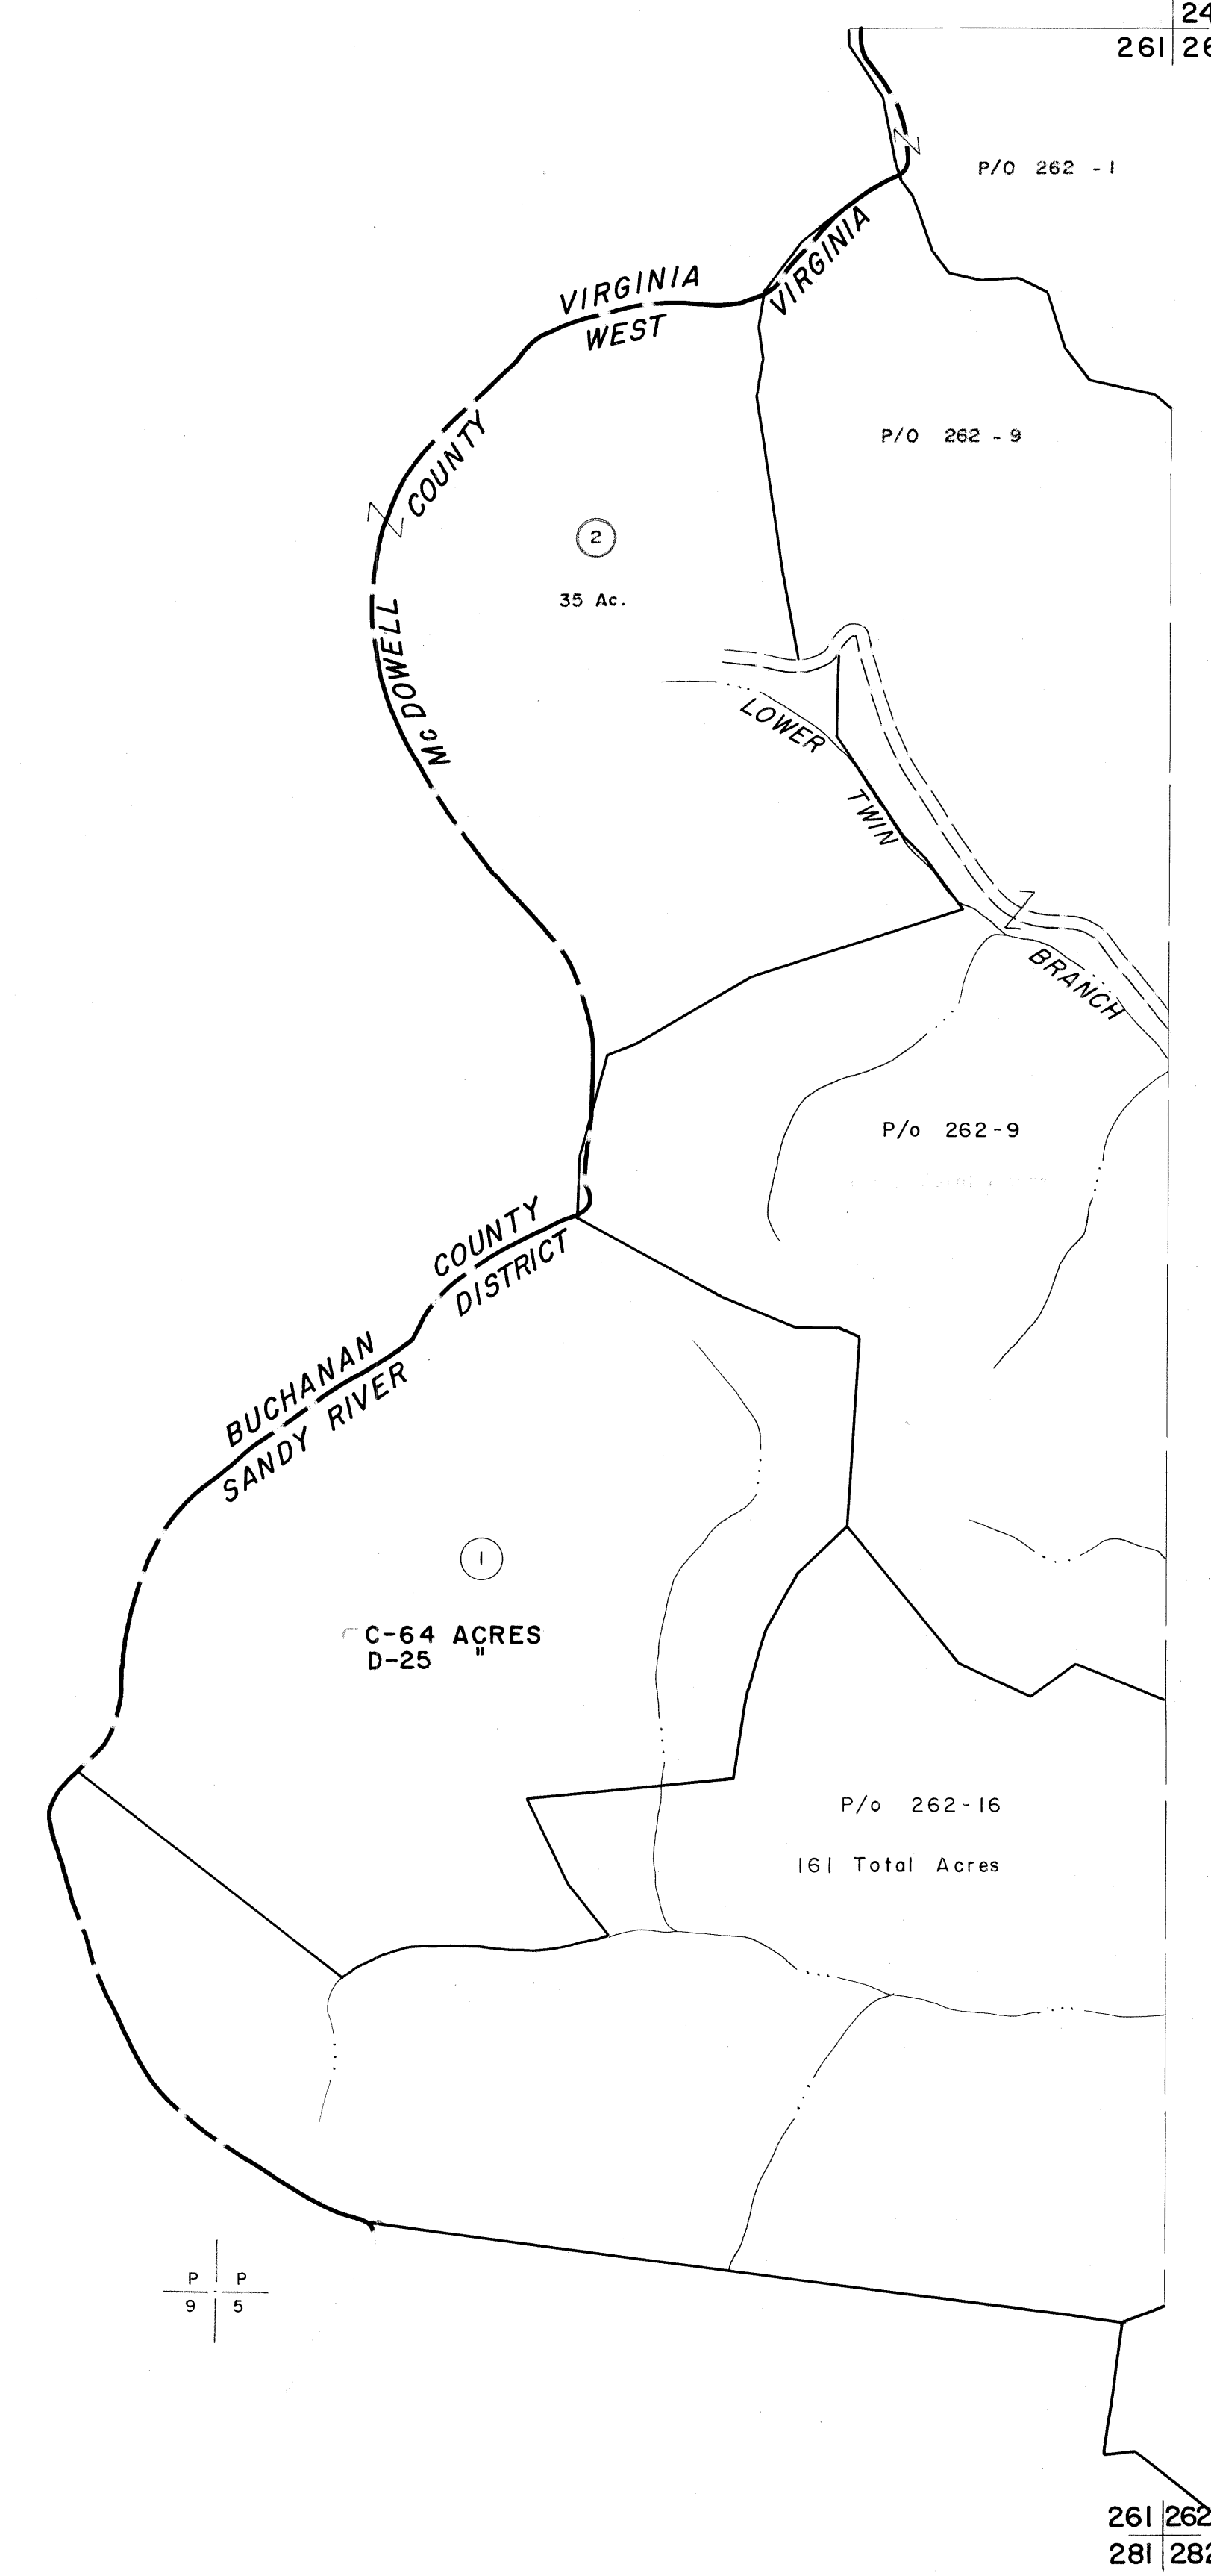 24
261 26
P/O 262 - 1
VIRGINIA
WEST VIRGINIA
P/O 262 - 9
McDOWELL COUNTY
2
35 Ac.
LOWER TWIN BRANCH
P/o 262-9
BUCHANAN COUNTY
SANDY RIVER DISTRICT
1
C-64 ACRES
D-25 "
P/o 262-16
161 Total Acres
P P
9 5
261 262
281 282